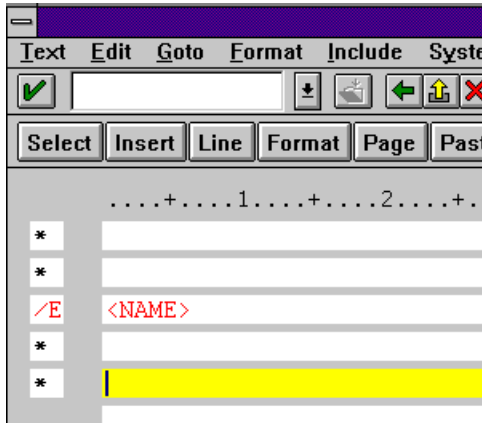 Text Edit Goto Format Include Syste
Select Insert Line Format Page Past
....+....1....+....2....+.
*
*
/E <NAME>
*
*